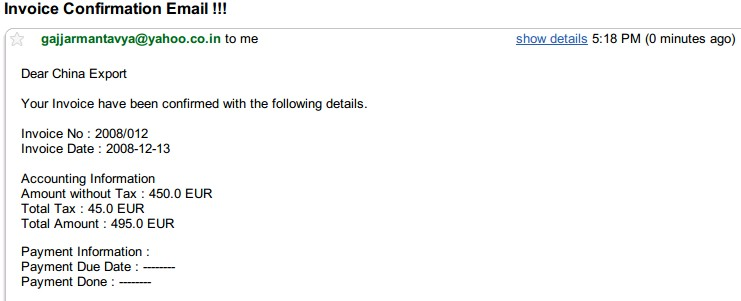 Invoice Confirmation Email !!!
gajjarmantavya@yahoo.co.in to me show details 5:18 PM (0 minutes ago)
Dear China Export
Your Invoice have been confirmed with the following details.
Invoice No : 2008/012
Invoice Date : 2008-12-13
Accounting Information
Amount without Tax : 450.0 EUR
Total Tax : 45.0 EUR
Total Amount : 495.0 EUR
Payment Information :
Payment Due Date : --------
Payment Done : --------